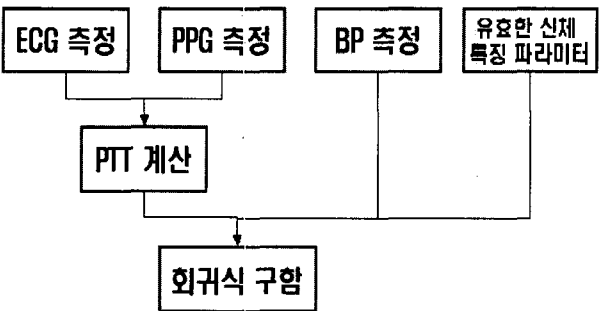 ECG 측정
PPG 측정
BP 측정
유효한 신체
특징 파라미터
PTT 계산
회귀식 구함